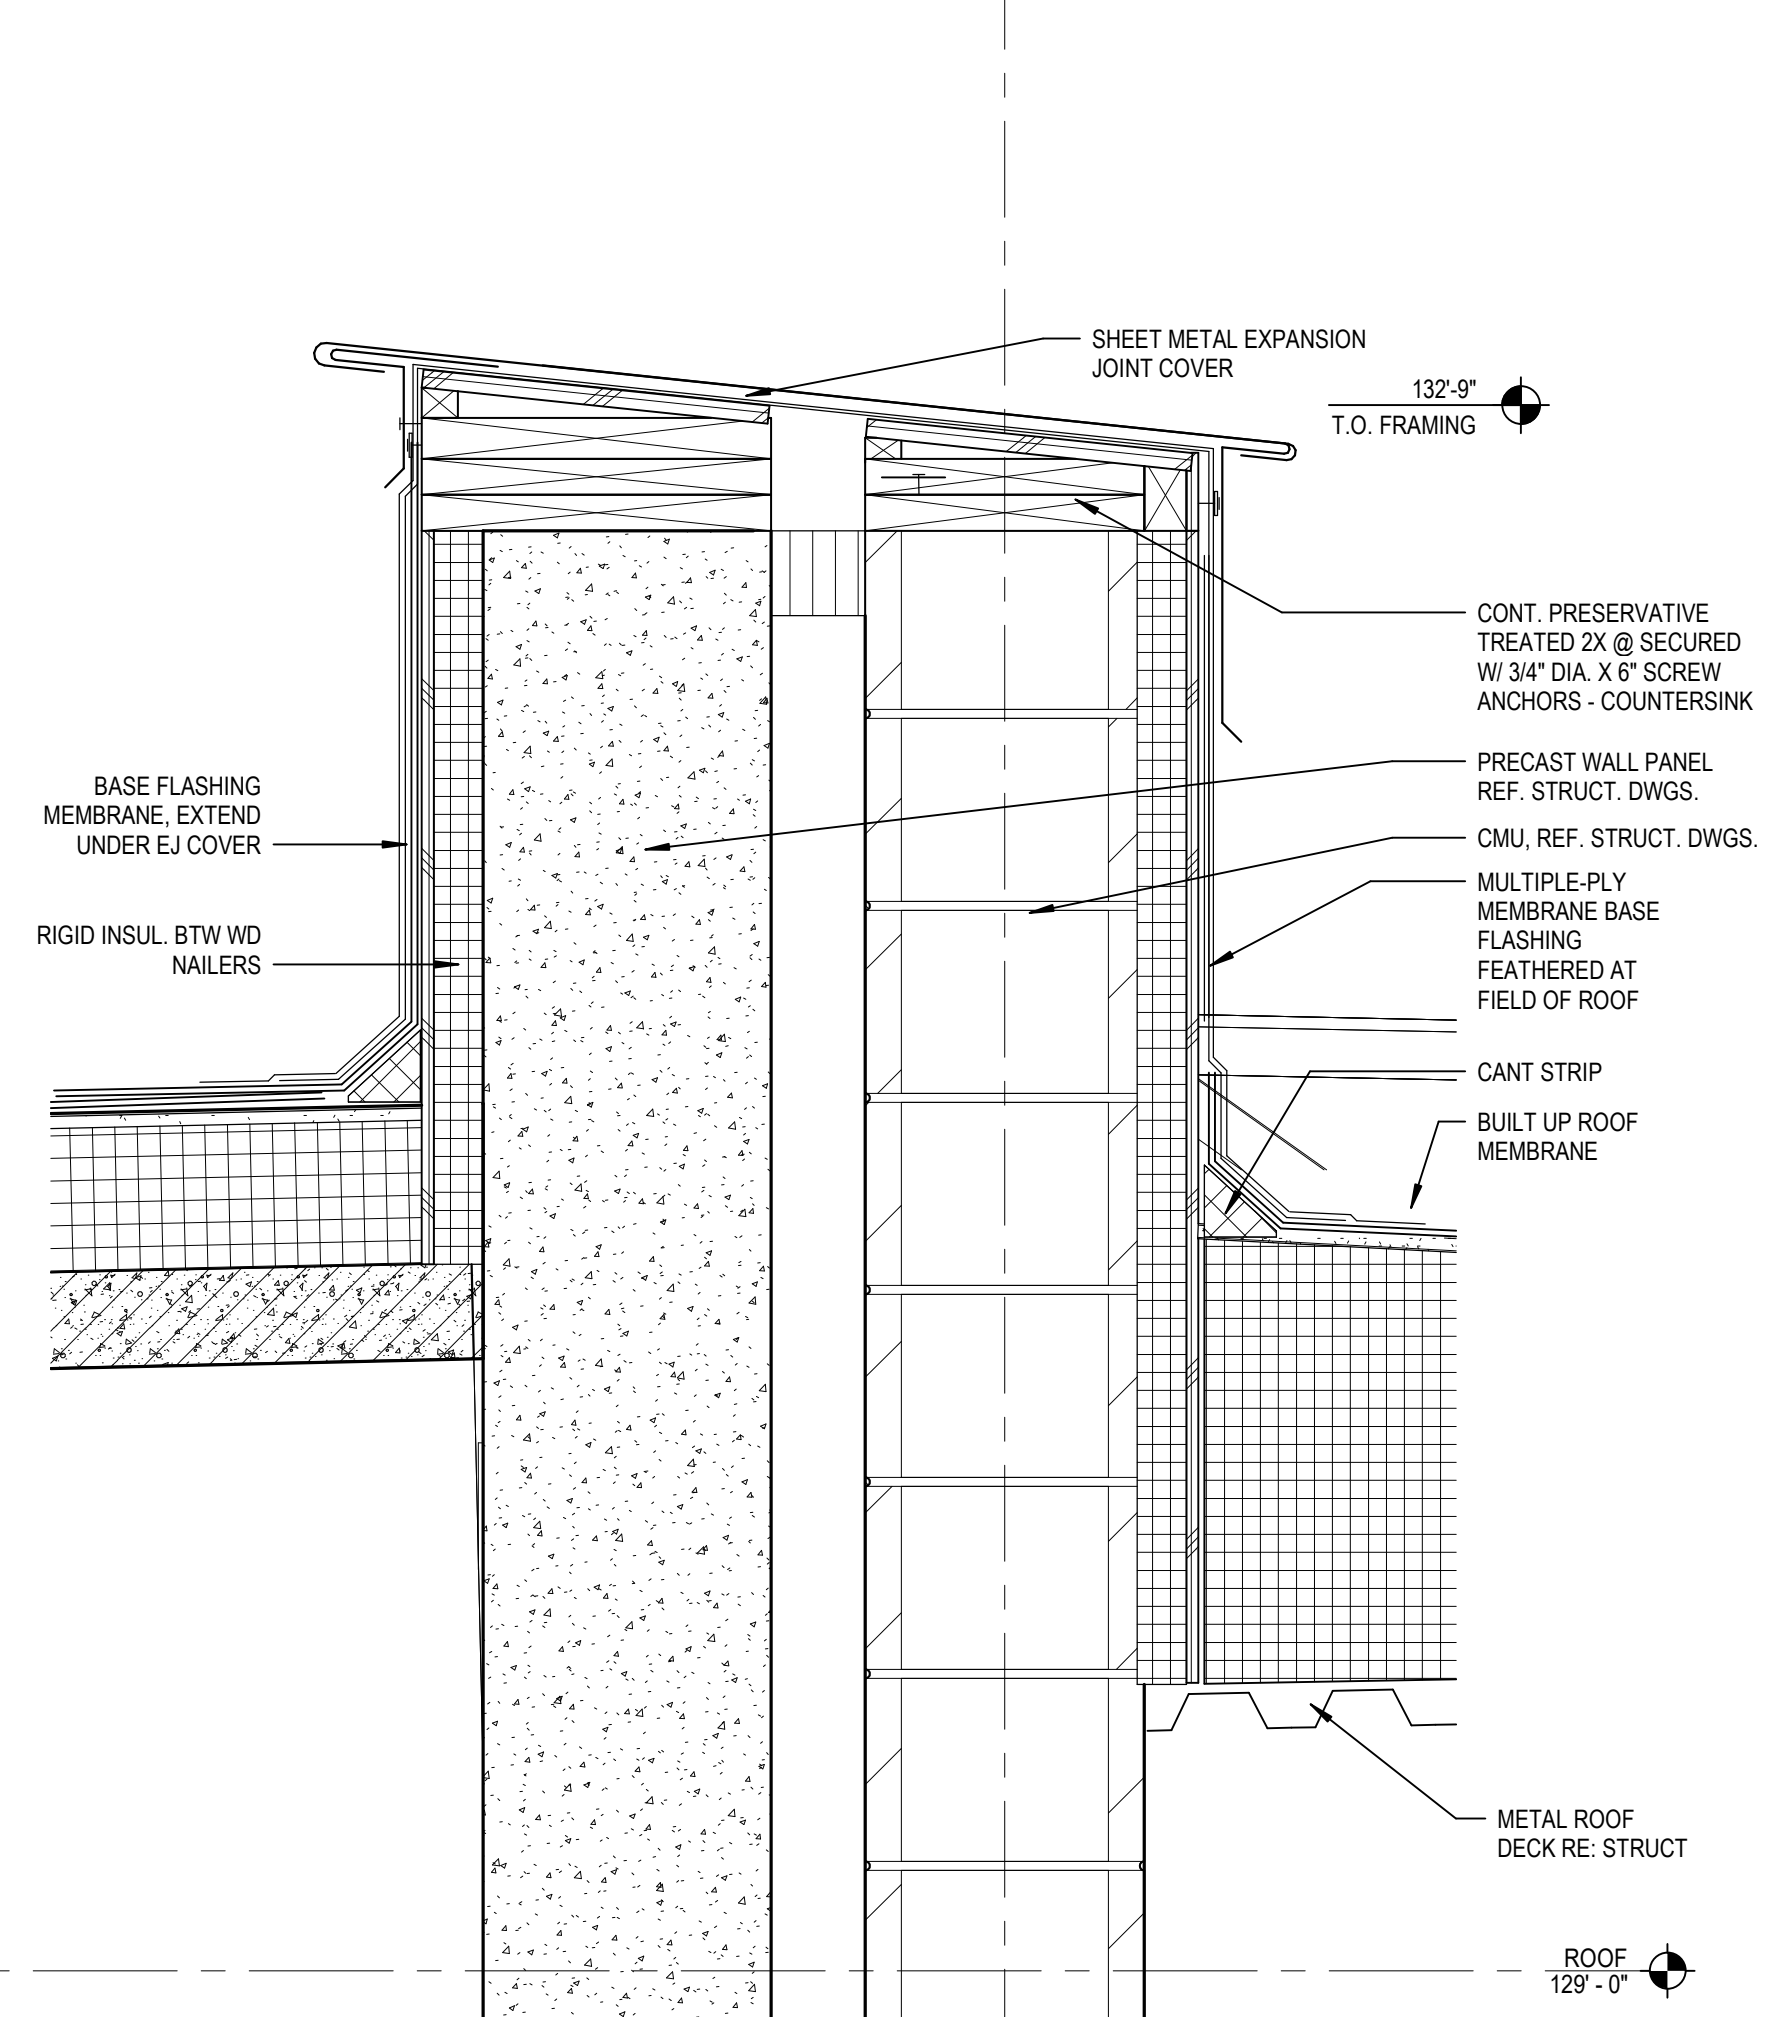 SHEET METAL EXPANSION
JOINT COVER
132'-9"
T.O. FRAMING
CONT. PRESERVATIVE
TREATED 2X @ SECURED
W/ 3/4" DIA. X 6" SCREW
ANCHORS - COUNTERSINK
PRECAST WALL PANEL
REF. STRUCT. DWGS.
BASE FLASHING
MEMBRANE, EXTEND
UNDER EJ COVER
CMU, REF. STRUCT. DWGS.
MULTIPLE-PLY
MEMBRANE BASE
FLASHING
FEATHERED AT
FIELD OF ROOF
RIGID INSUL. BTW WD
NAILERS
CANT STRIP
BUILT UP ROOF
MEMBRANE
METAL ROOF
DECK RE: STRUCT
ROOF
129' - 0"